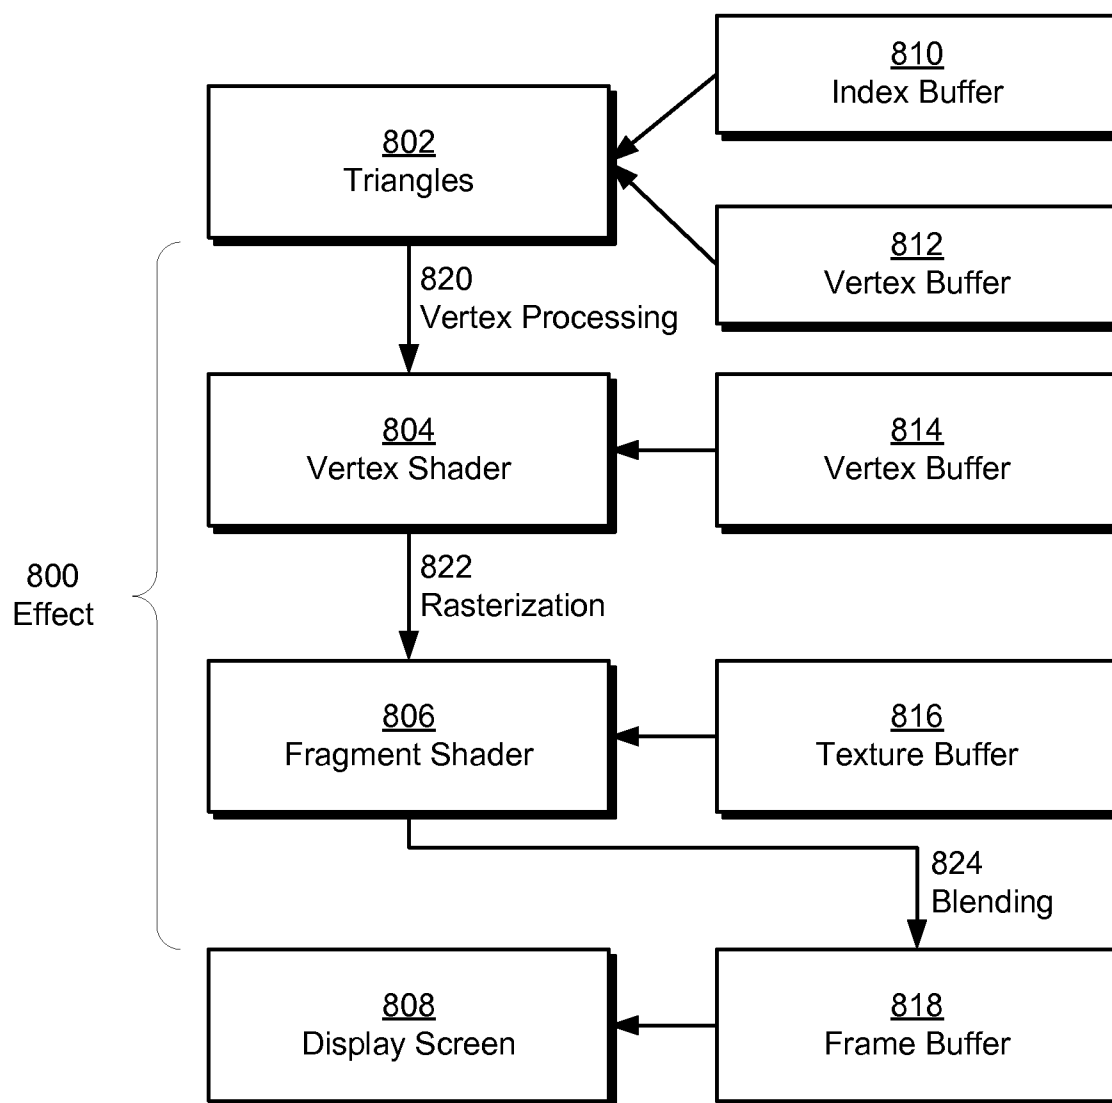 810
Index Buffer
802
Triangles
812
Vertex Buffer
820
Vertex Processing
804
Vertex Shader
814
Vertex Buffer
800
Effect
822
Rasterization
806
Fragment Shader
816
Texture Buffer
824
Blending
808
Display Screen
818
Frame Buffer